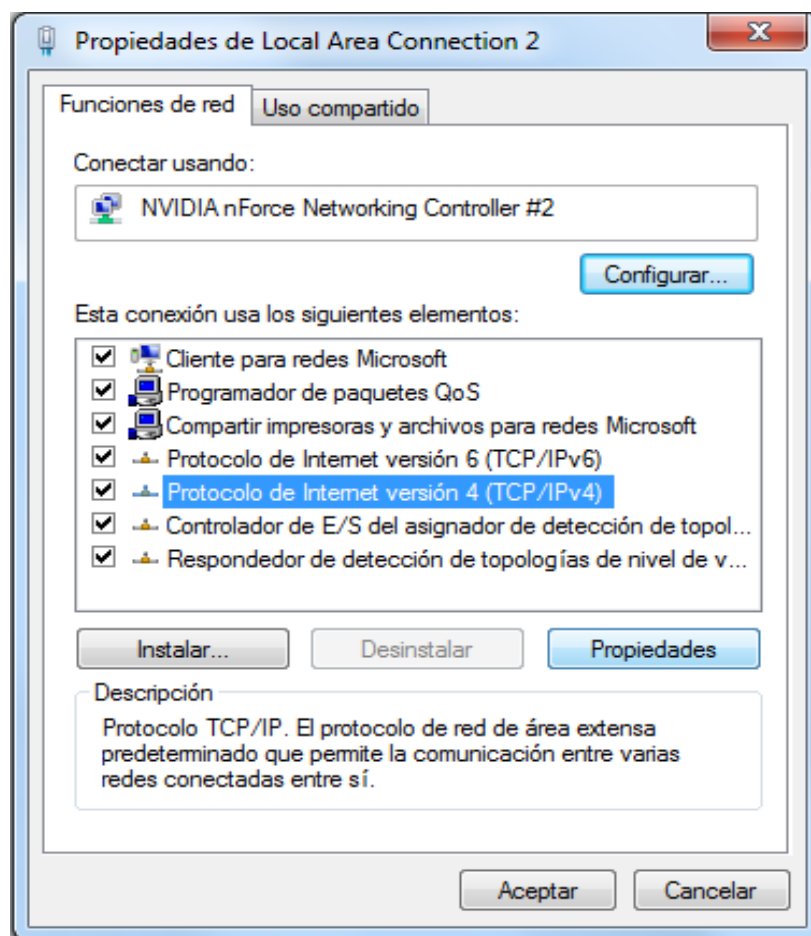 Propiedades de Local Area Connection 2
Funciones de red
Uso compartido
Conectar usando:
NVIDIA nForce Networking Controller #2
Configurar...
Esta conexión usa los siguientes elementos:
Cliente para redes Microsoft
Programador de paquetes QoS
Compartir impresoras y archivos para redes Microsoft
Protocolo de Internet versión 6 (TCP/IPv6)
Protocolo de Internet versión 4 (TCP/IPv4)
Controlador de E/S del asignador de detección de topol...
Respondedor de detección de topologías de nivel de v...
Instalar...
Desinstalar
Propiedades
Descripción
Protocolo TCP/IP. El protocolo de red de área extensa
predeterminado que permite la comunicación entre varias
redes conectadas entre sí.
Aceptar
Cancelar